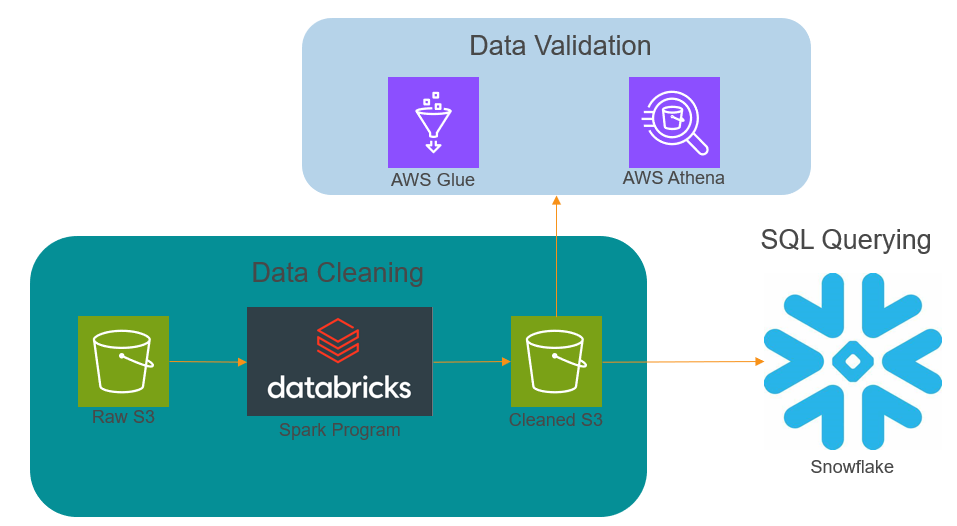 Data Validation
AWS Glue
AWS Athena
Data Cleaning
SQL Querying
databricks
Raw S3
Spark Program
Cleaned S3
Snowflake